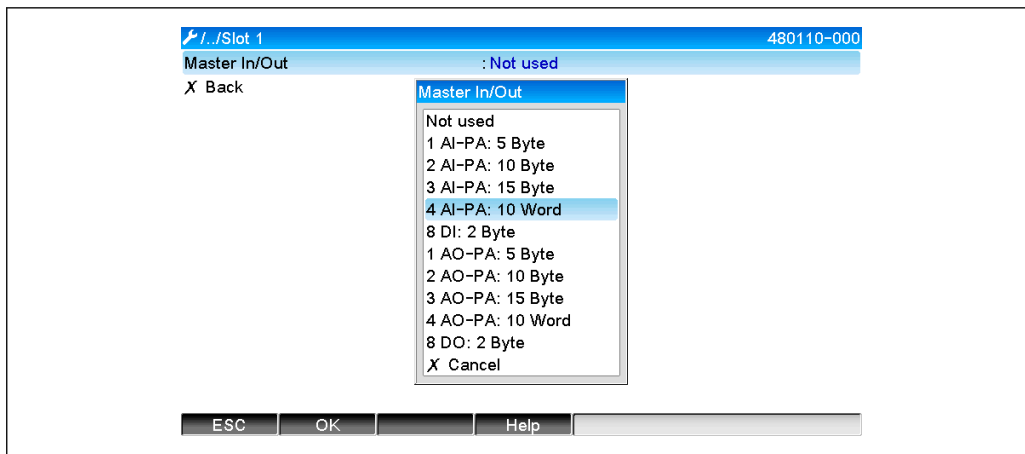 /../Slot 1 480110-000
Master In/Out : Not used
X Back
Master In/Out
Not used
1 AI-PA: 5 Byte
2 AI-PA: 10 Byte
3 AI-PA: 15 Byte
4 AI-PA: 10 Word
8 DI: 2 Byte
1 AO-PA: 5 Byte
2 AO-PA: 10 Byte
3 AO-PA: 15 Byte
4 AO-PA: 10 Word
8 DO: 2 Byte
X Cancel
ESC OK Help